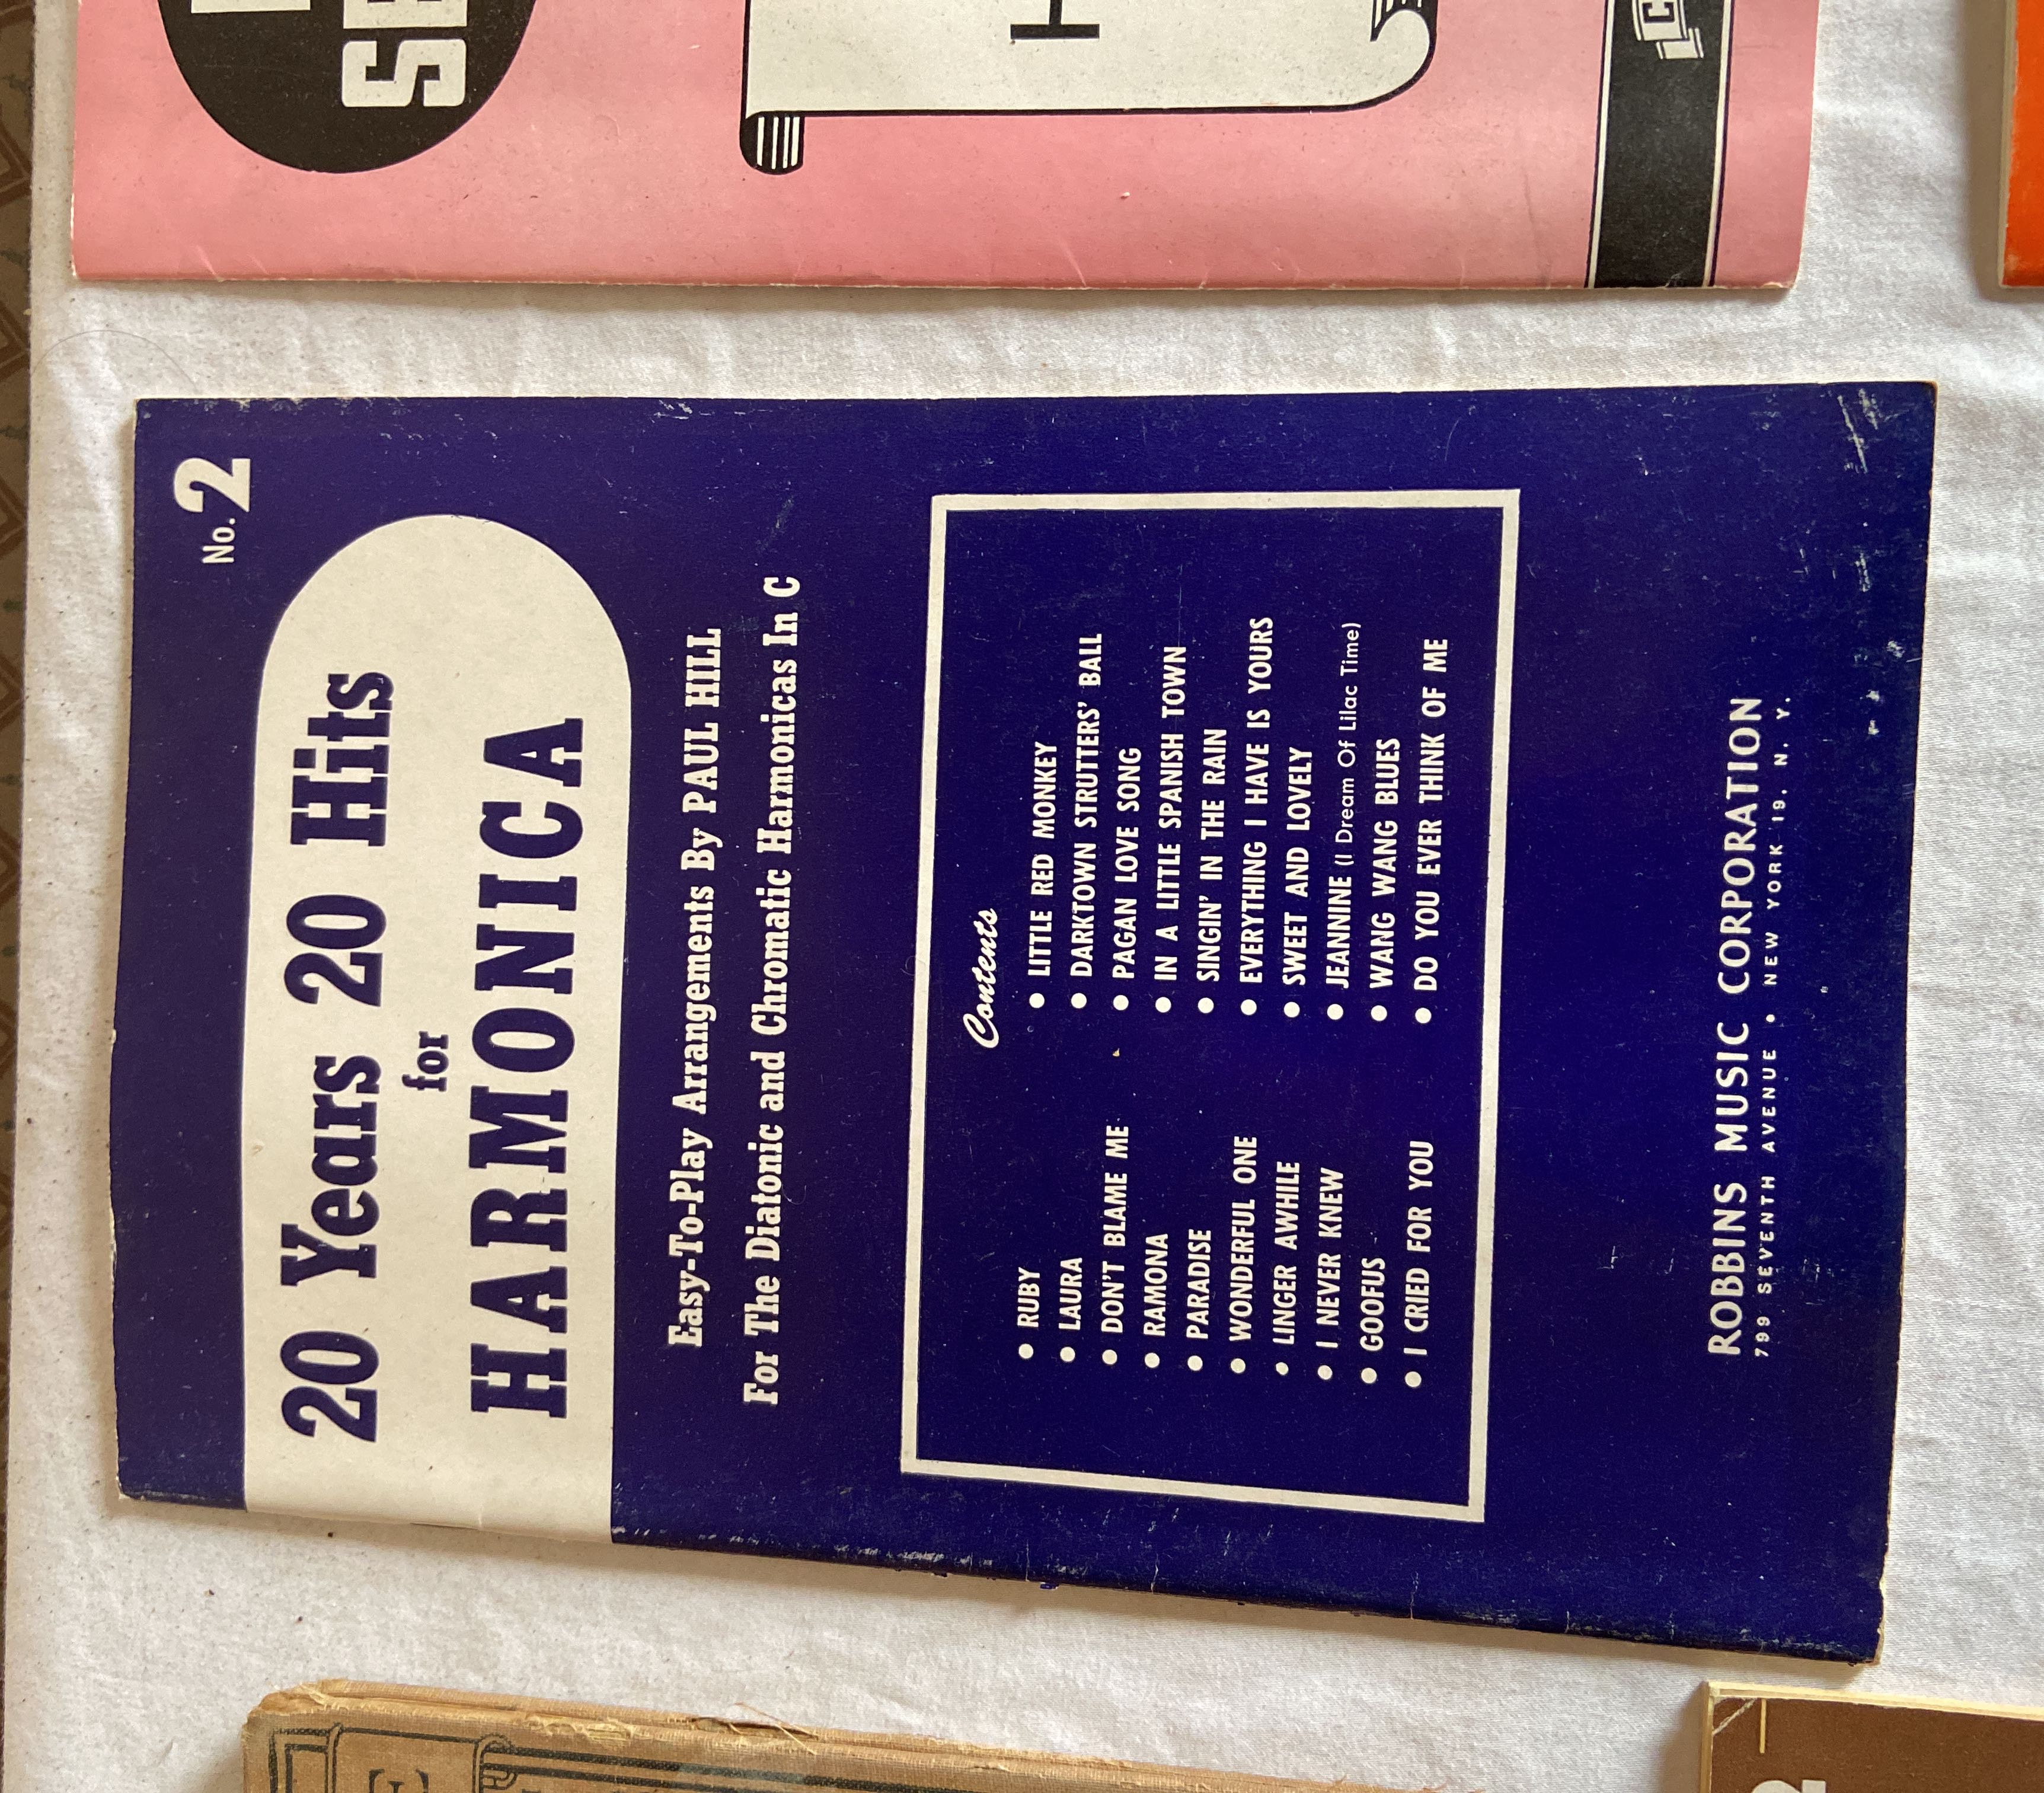 No. 2
20 Years 20 Hits
for
HARMONICA
Easy-To-Play Arrangements By PAUL HILL
For The Diatonic and Chromatic Harmonicas In C
Contents
• RUBY
• LAURA
• DON'T BLAME ME
• RAMONA
• PARADISE
• WONDERFUL ONE
• LINGER AWHILE
• I NEVER KNEW
• GOOFUS
• I CRIED FOR YOU
• LITTLE RED MONKEY
• DARKTOWN STRUTTERS' BALL
• PAGAN LOVE SONG
• IN A LITTLE SPANISH TOWN
• SINGIN' IN THE RAIN
• EVERYTHING I HAVE IS YOURS
• SWEET AND LOVELY
• JEANNINE (I Dream Of Lilac Time)
• WANG WANG BLUES
• DO YOU EVER THINK OF ME
ROBBINS MUSIC CORPORATION
799 SEVENTH AVENUE • NEW YORK 19, N. Y.
SE
H
C